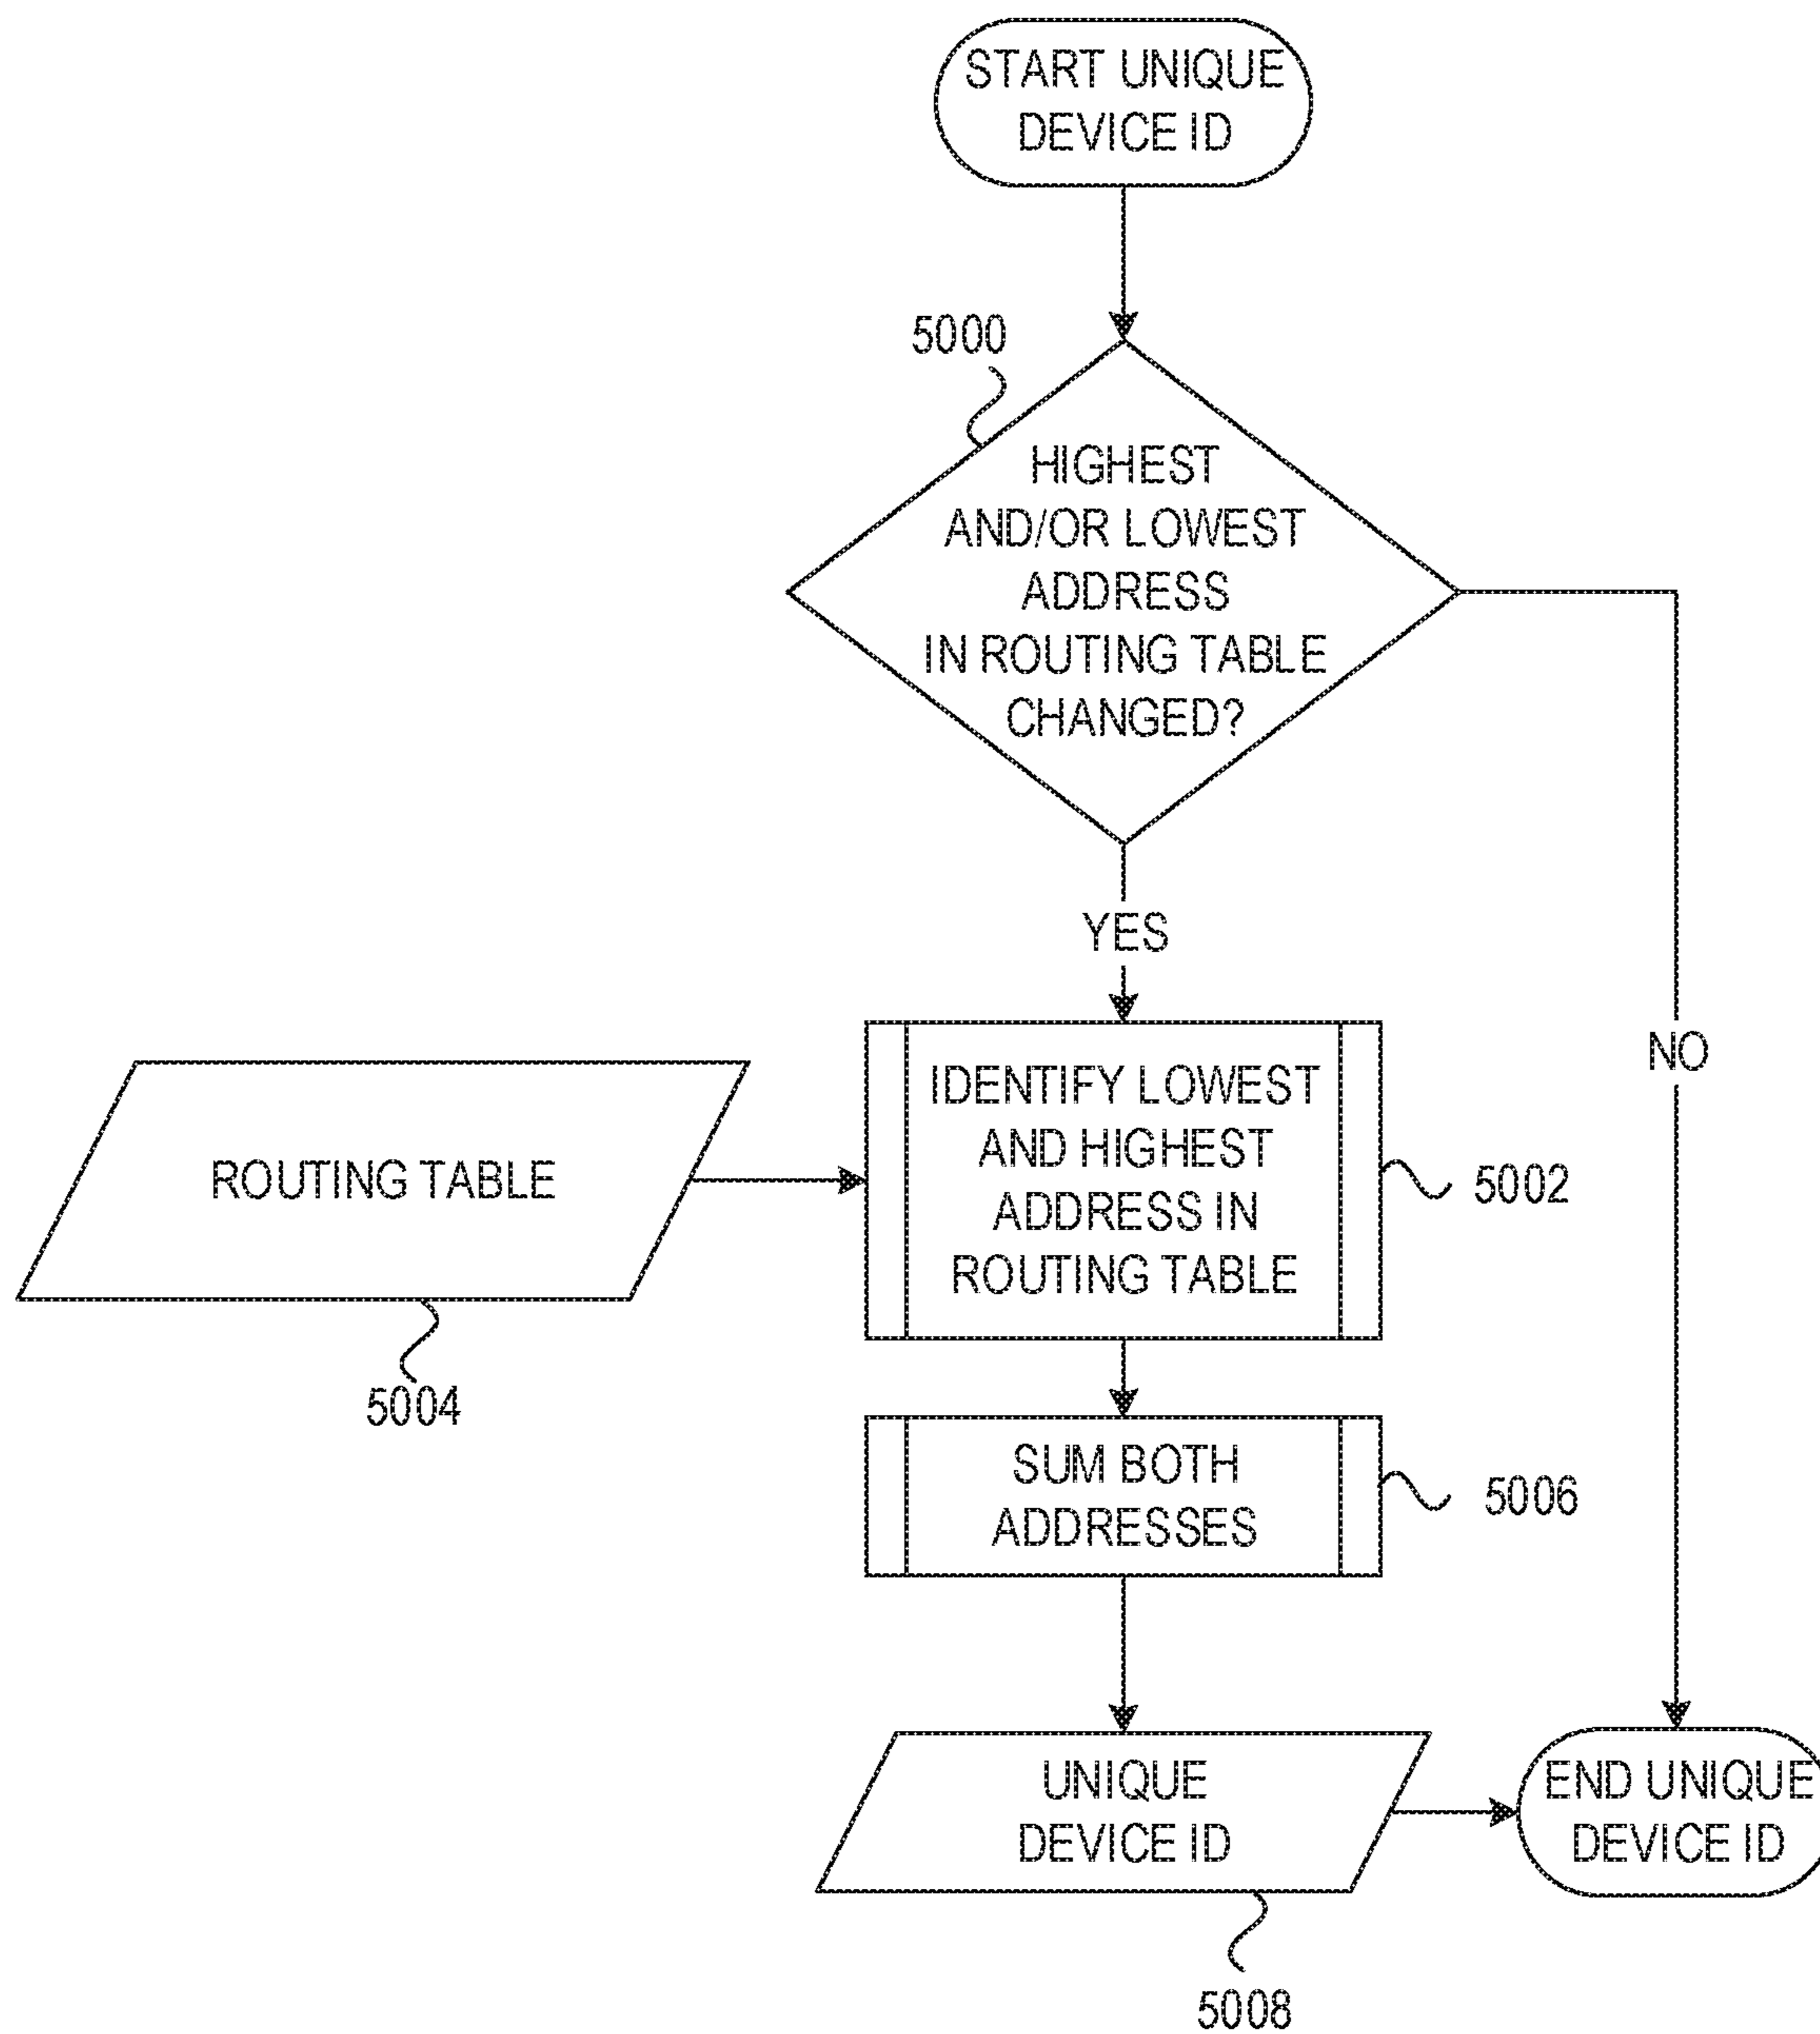 START UNIQUE
DEVICE ID
5000
HIGHEST
AND/OR LOWEST
ADDRESS
IN ROUTING TABLE
CHANGED?
YES
NO
IDENTIFY LOWEST
AND HIGHEST
ADDRESS IN
ROUTING TABLE
5002
ROUTING TABLE
5004
SUM BOTH
ADDRESSES
5006
UNIQUE
DEVICE ID
5008
END UNIQUE
DEVICE ID